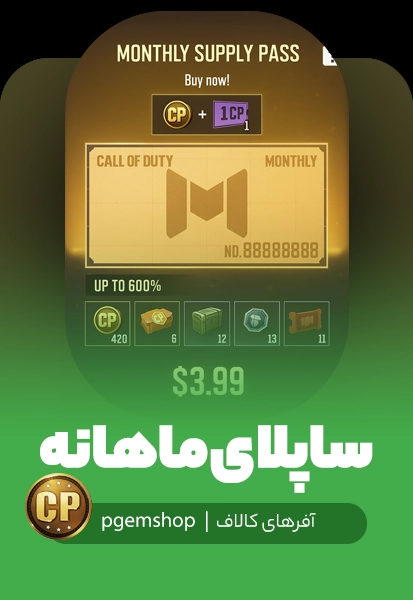 MONTHLY SUPPLY PASS
Buy now!
CP + 1CP 1
CALL OF DUTY MONTHLY
NO.88888888
UP TO 600%
CP 420 6 12 13 11
$3.99
ساپلای ماهانه
CP
آفرهای کالاف | pgemshop